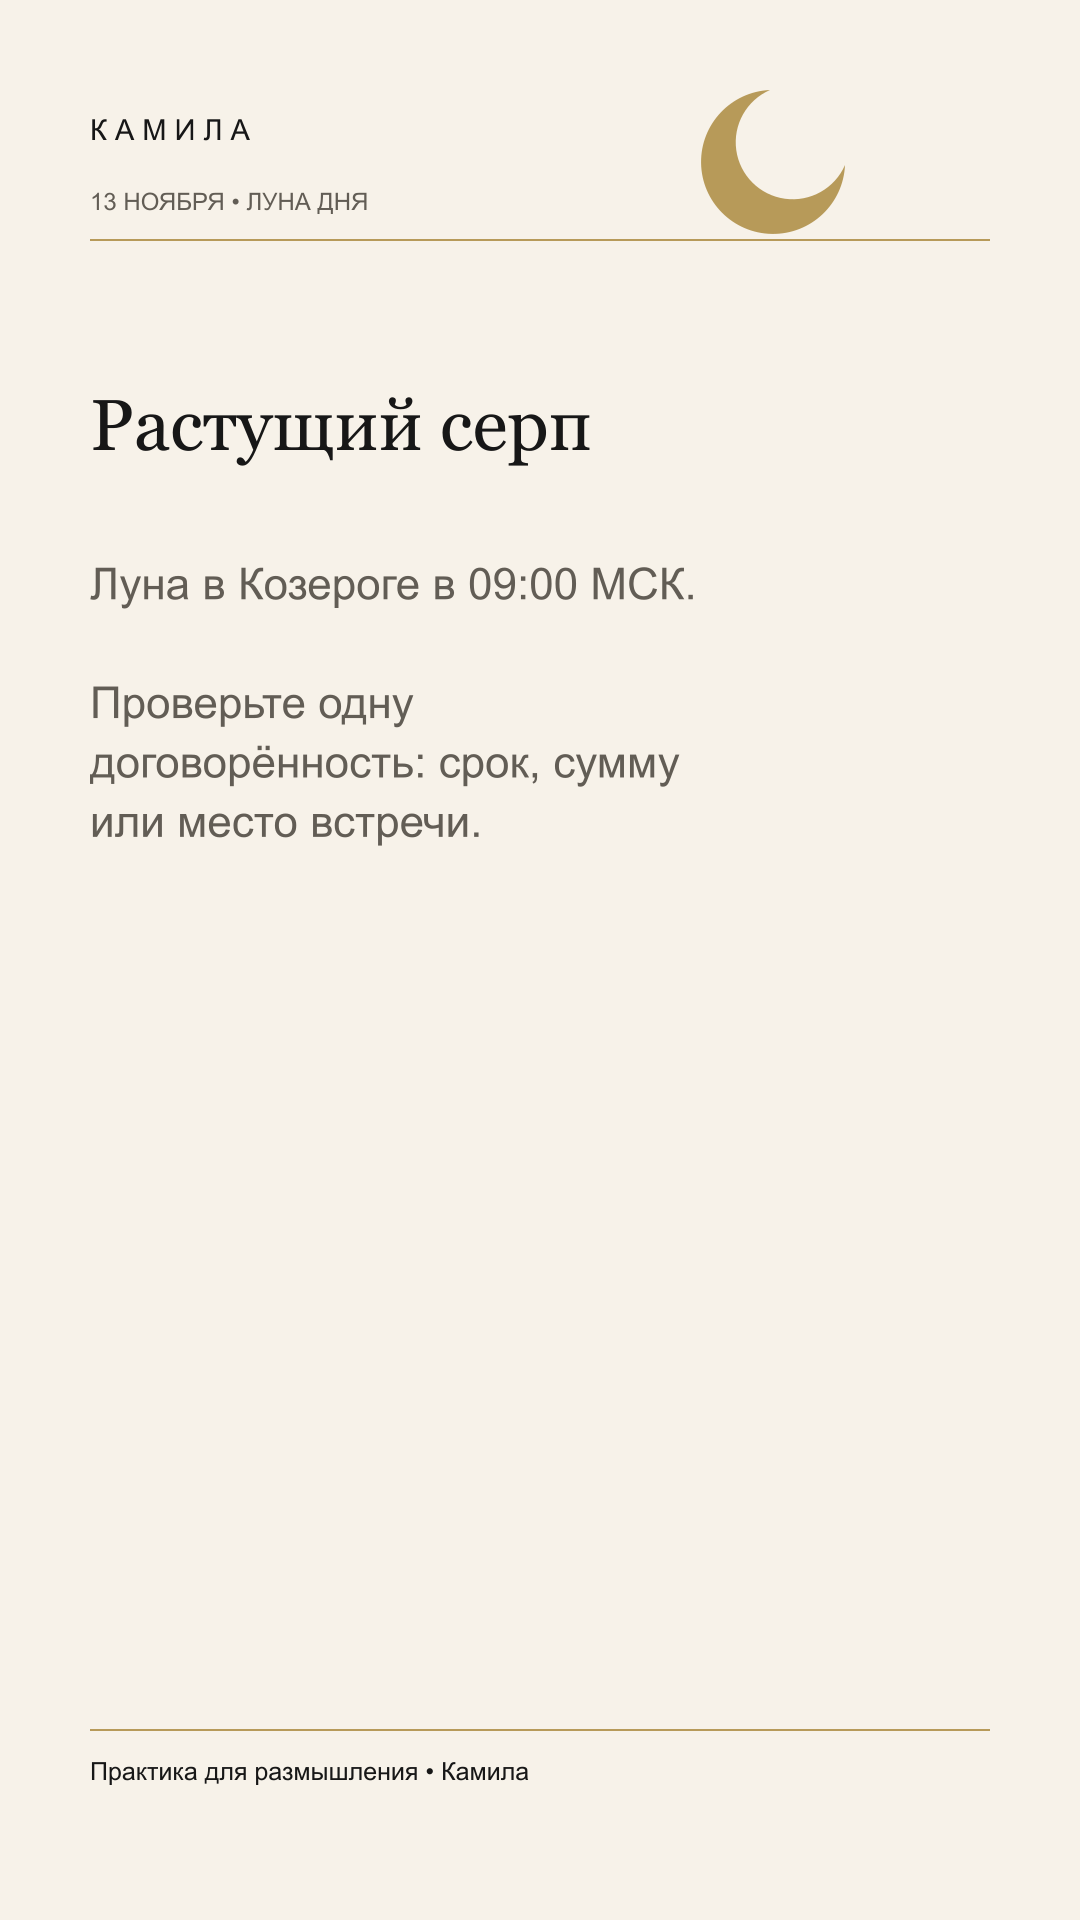 КАМИЛА
13 НОЯБРЯ • ЛУНА ДНЯ
Растущий серп
Луна в Козероге в 09:00 МСК.
Проверьте одну
договорённость: срок, сумму
или место встречи.
Практика для размышления • Камила